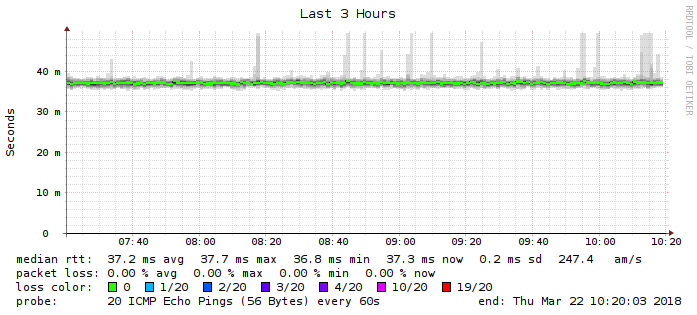 Last 3 Hours
RRDTOOL / TOBI OETIKER
Seconds
40 m
30 m
20 m
10 m
0
07:40 08:00 08:20 08:40 09:00 09:20 09:40 10:00 10:20
median rtt: 37.2 ms avg 37.7 ms max 36.8 ms min 37.3 ms now 0.2 ms sd 247.4 am/s
packet loss: 0.00 % avg 0.00 % max 0.00 % min 0.00 % now
loss color: 0 1/20 2/20 3/20 4/20 10/20 19/20
probe: 20 ICMP Echo Pings (56 Bytes) every 60s end: Thu Mar 22 10:20:03 2018